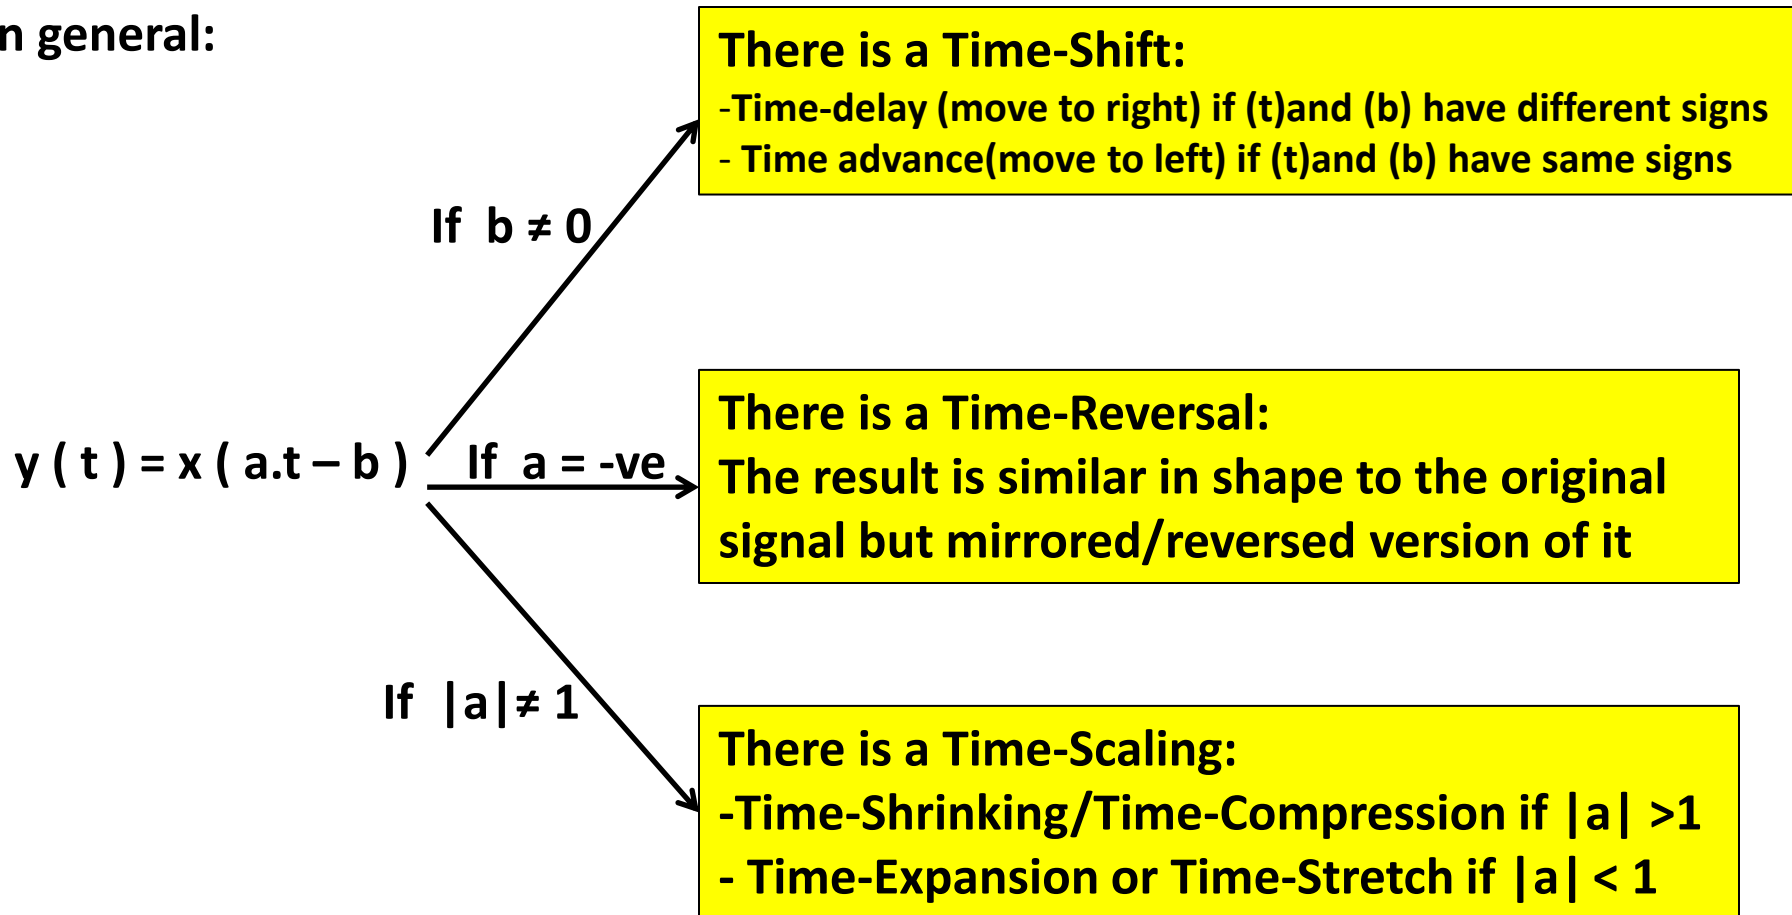 n general:
There is a Time-Shift:
-Time-delay (move to right) if (t)and (b) have different signs
- Time advance(move to left) if (t)and (b) have same signs
If b ≠ 0
There is a Time-Reversal:
The result is similar in shape to the original
signal but mirrored/reversed version of it
y ( t ) = x ( a.t – b )
If a = -ve
If |a|≠ 1
There is a Time-Scaling:
-Time-Shrinking/Time-Compression if |a| >1
- Time-Expansion or Time-Stretch if |a| < 1